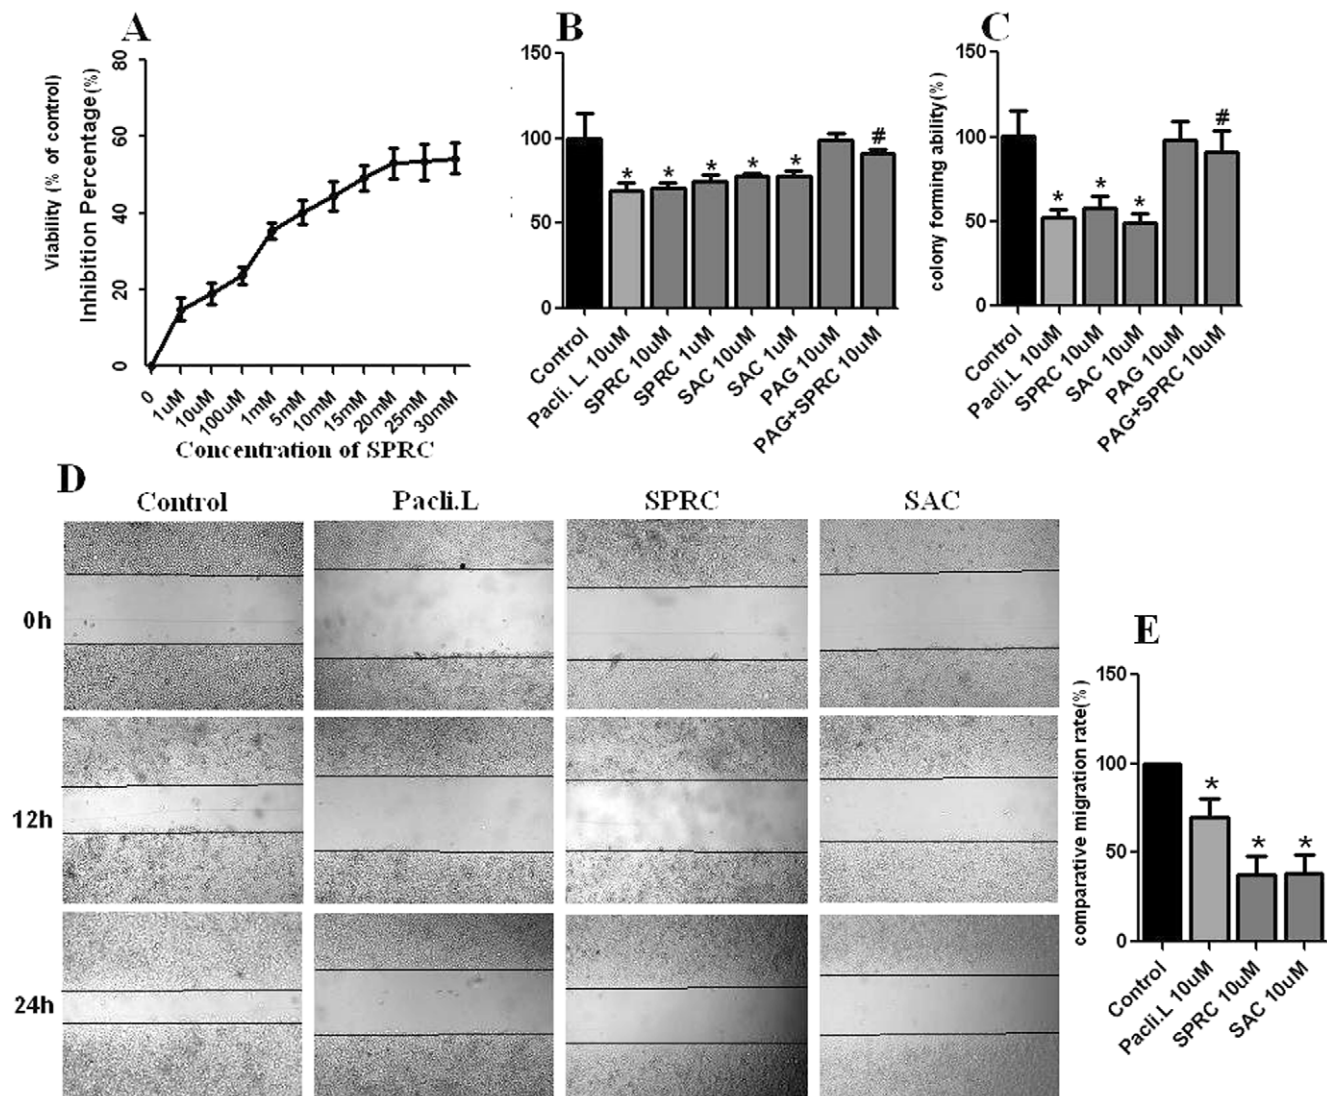 A
Viability (% of control)
Inhibition Percentage(%)
80
60
40
20
0
0
1uM
10uM
100uM
1mM
5mM
10mM
15mM
20mM
25mM
30mM
Concentration of SPRC
B
150
100
50
0
*
*
*
*
*
#
Control
Pacli. L 10uM
SPRC 10uM
SPRC 1uM
SAC 10uM
SAC 1uM
PAG 10uM
PAG+SPRC 10uM
C
colony forming ability(%)
150
100
50
0
*
*
*
#
Control
Pacli.L 10uM
SPRC 10uM
SAC 10uM
PAG 10uM
PAG+SPRC 10uM
D
Control
Pacli.L
SPRC
SAC
0h
12h
24h
E
comparative migration rate(%)
150
100
50
0
*
*
*
Control
Pacli.L 10uM
SPRC 10uM
SAC 10uM